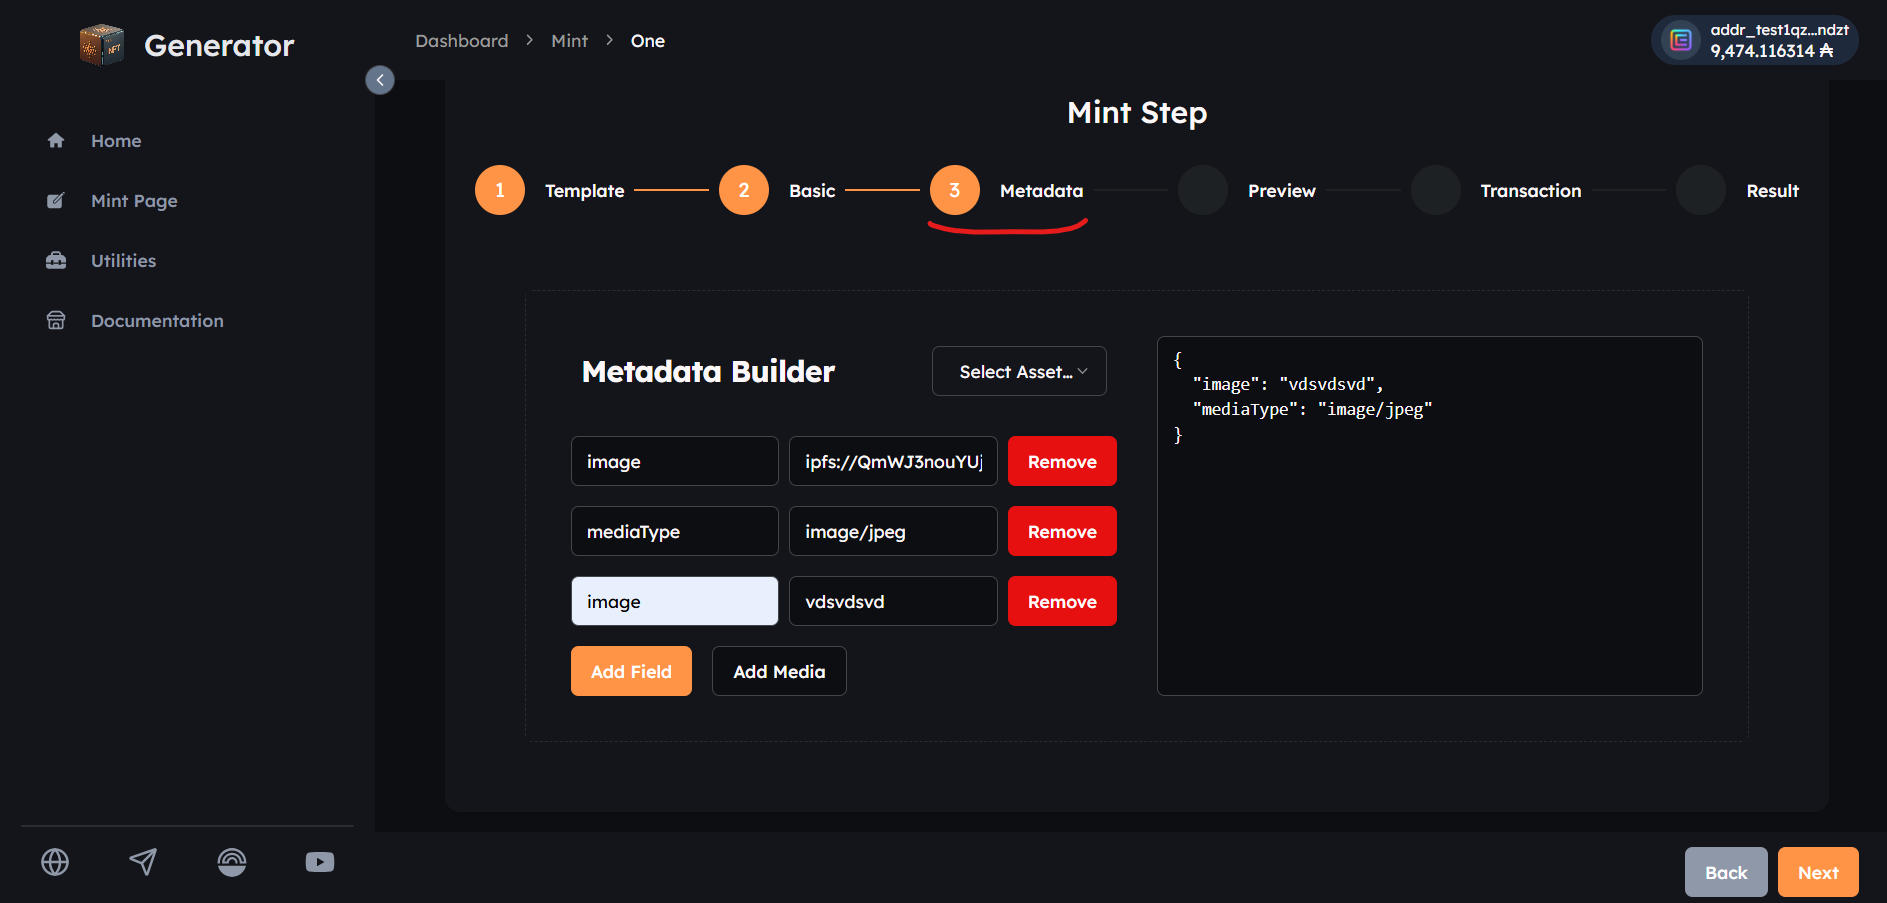 Generator
Dashboard > Mint > One
addr_test1qz...ndzt
9,474.116314 ₳
Home
Mint Page
Utilities
Documentation
Mint Step
1 Template 2 Basic 3 Metadata Preview Transaction Result
Metadata Builder Select Asset...
image ipfs://QmWJ3nouYUj Remove
mediaType image/jpeg Remove
image vdsvdsvd Remove
Add Field Add Media
{
"image": "vdsvdsvd",
"mediaType": "image/jpeg"
}
Back Next